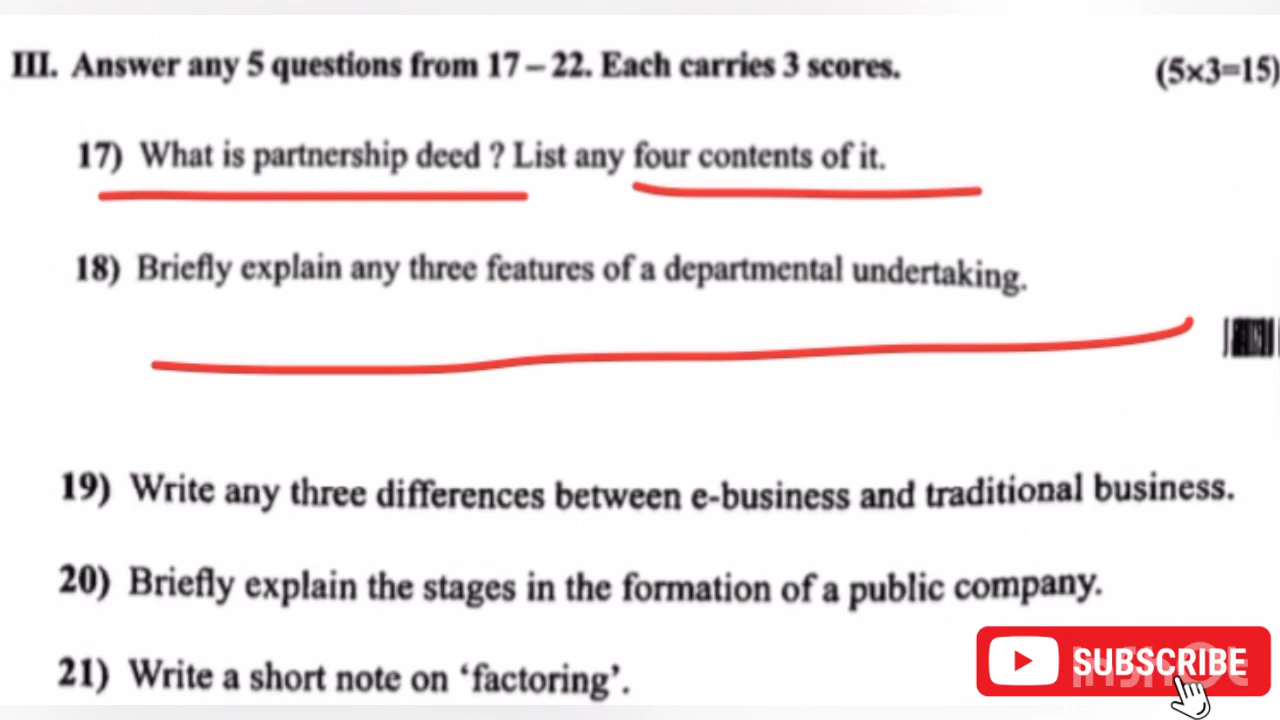 III. Answer any 5 questions from 17 – 22. Each carries 3 scores. (5×3=15)
17) What is partnership deed ? List any four contents of it.
18) Briefly explain any three features of a departmental undertaking.
19) Write any three differences between e-business and traditional business.
20) Briefly explain the stages in the formation of a public company.
21) Write a short note on ‘factoring’.
SUBSCRIBE